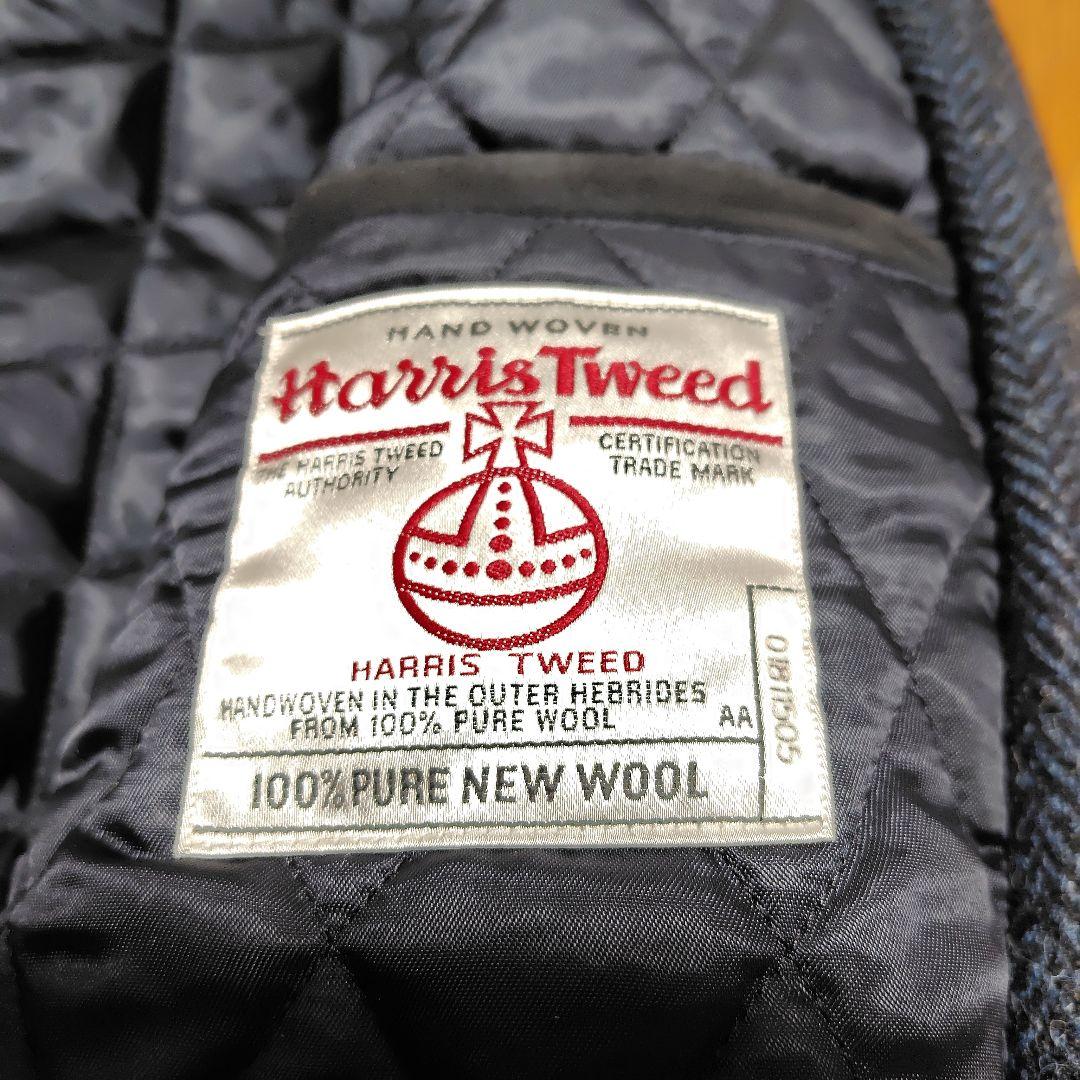 HAND WOVEN
Harris Tweed
THE HARRIS TWEED
AUTHORITY
CERTIFICATION
TRADE MARK
HARRIS TWEED
HANDWOVEN IN THE OUTER HEBRIDES
FROM 100% PURE WOOL
AA
100% PURE NEW WOOL
01811505